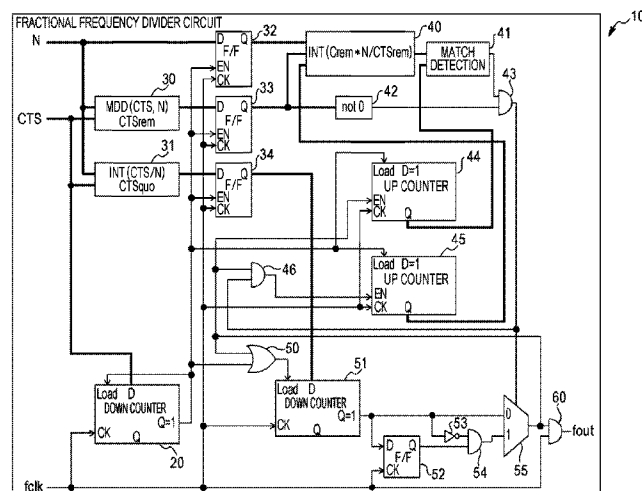 FRACTIONAL FREQUENCY DIVIDER CIRCUIT
10
N
D Q
F/F
EN
CK
32
40
INT(Crem*N/CTSrem)
41
MATCH
DETECTION
43
30
MDD(CTS, N)
CTSrem
D Q
F/F
EN
CK
33
42
not 0
CTS
31
INT(CTS/N)
CTSquo
D Q
F/F
EN
CK
34
44
Load D=1
UP COUNTER
EN
CK Q
45
Load D=1
UP COUNTER
EN
CK Q
46
50
51
Load D
DOWN COUNTER
Q=1
CK Q
Load D
DOWN COUNTER
Q=1
CK Q
20
D Q
F/F
CK
52
53
54
0
1
55
60
fout
fclk